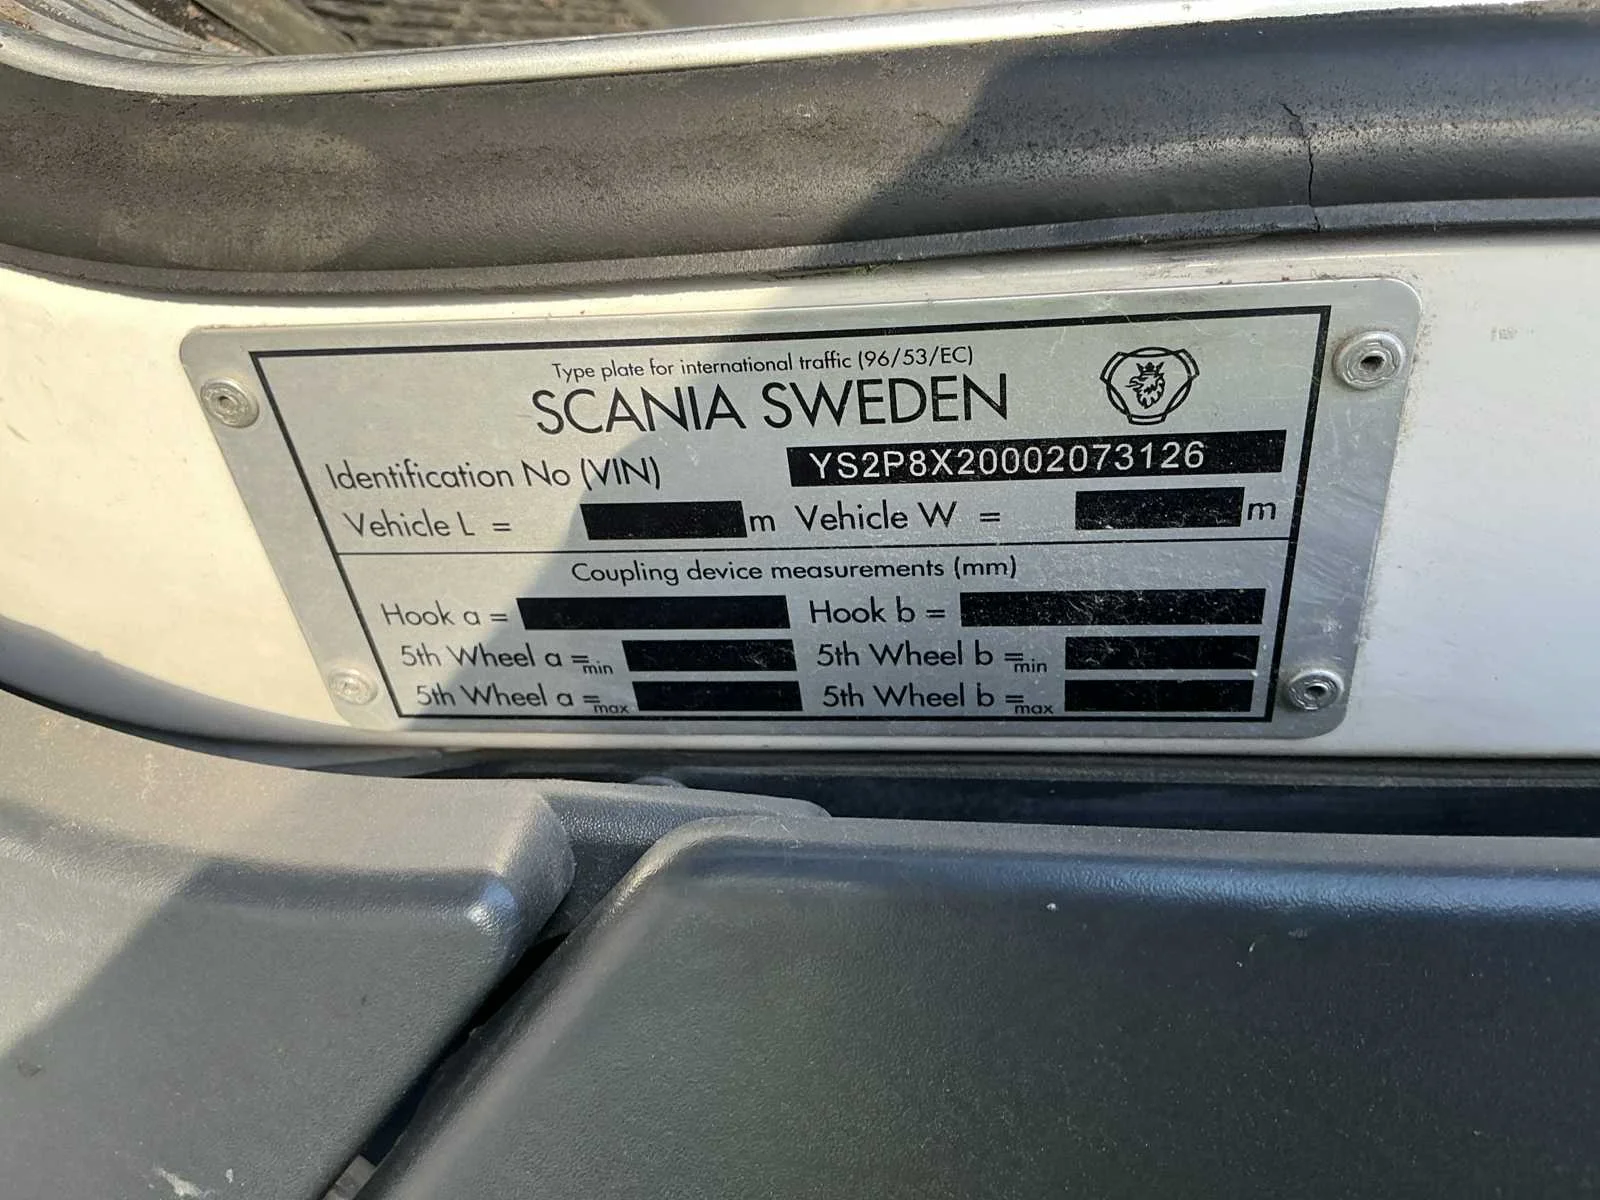 Type plate for international traffic (96/53/EC)
SCANIA SWEDEN
Identification No (VIN) YS2P8X20002073126
Vehicle L = m Vehicle W = m
Coupling device measurements (mm)
Hook a = Hook b =
5th Wheel a =min 5th Wheel b =min
5th Wheel a =max 5th Wheel b =max